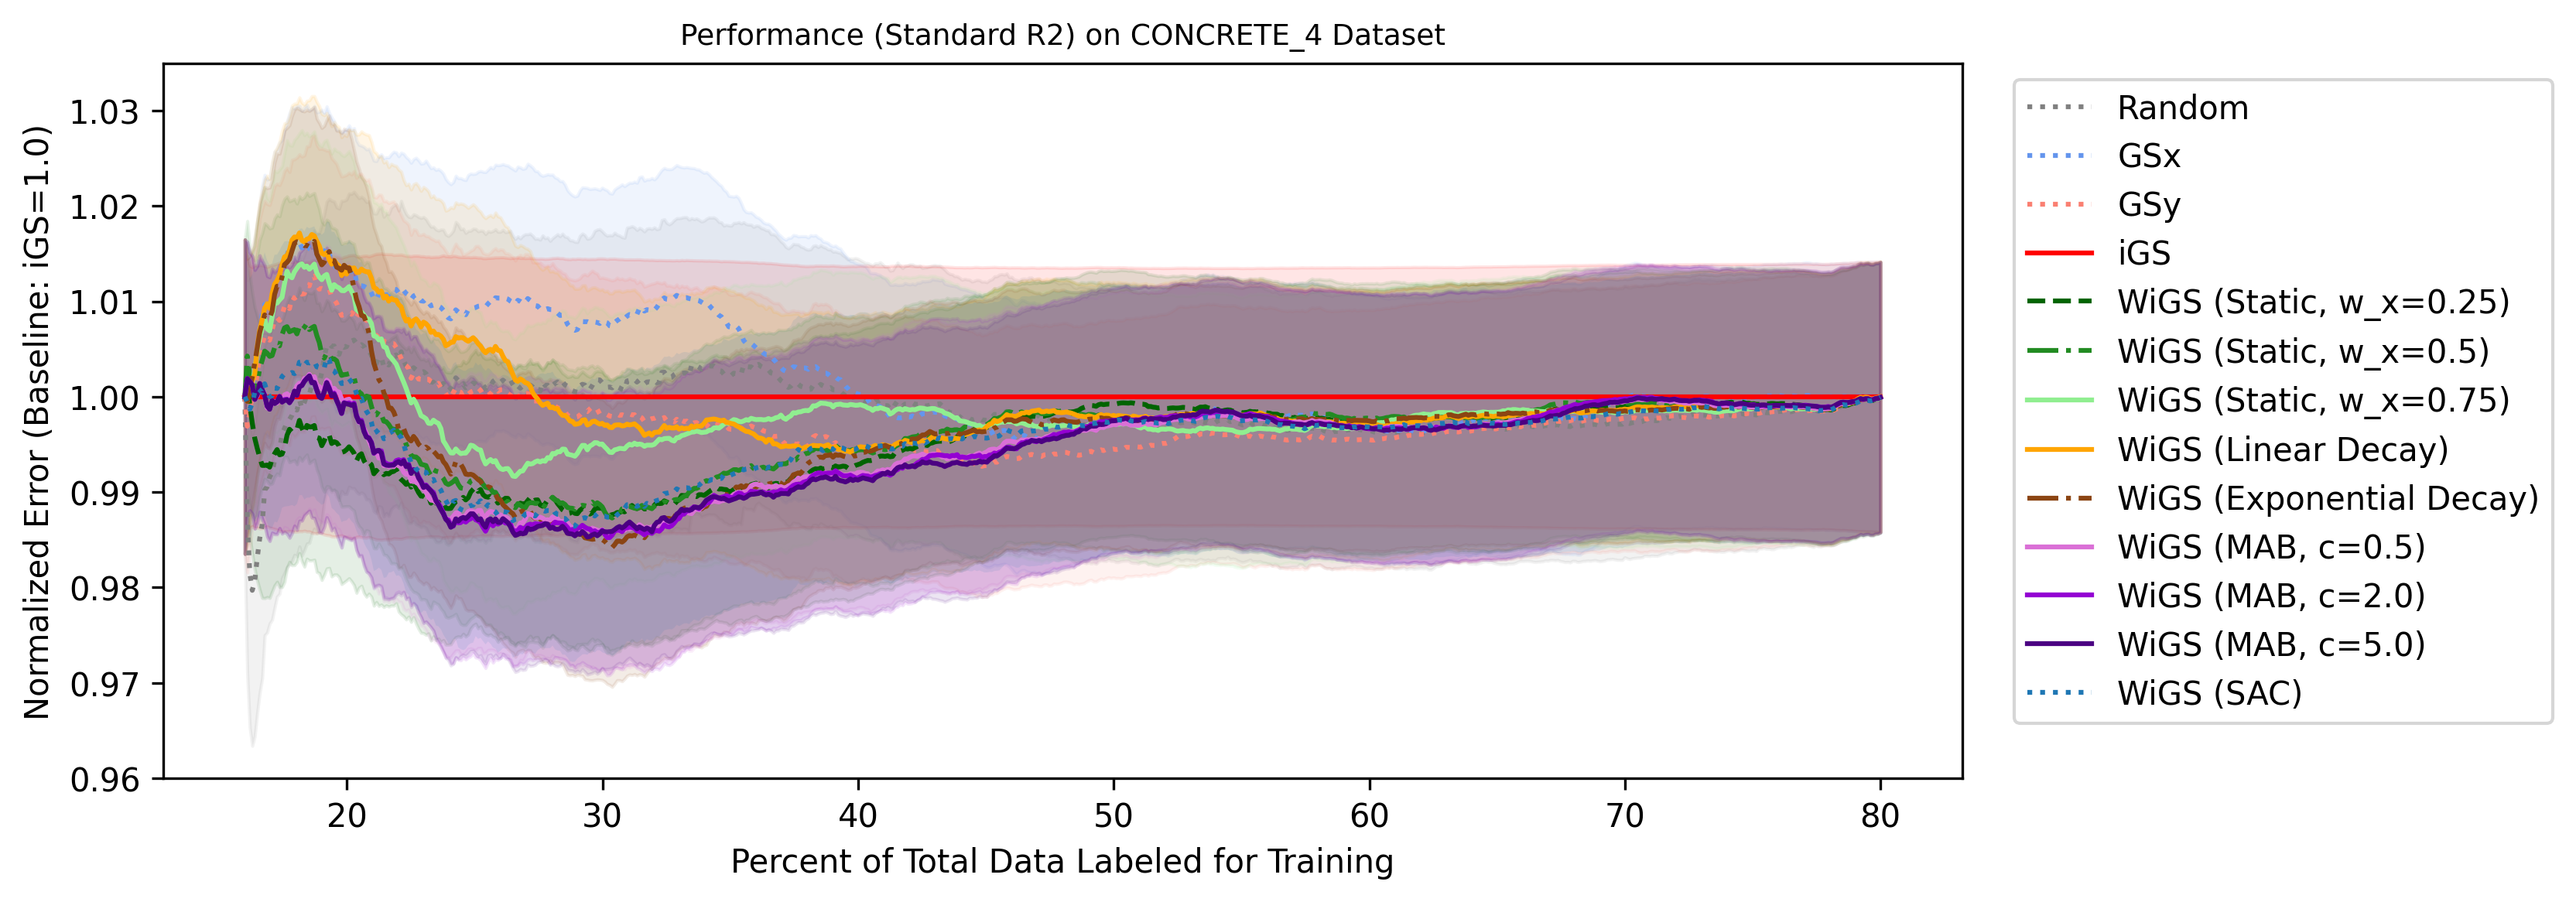 Performance (Standard R2) on CONCRETE_4 Dataset
Normalized Error (Baseline: iGS=1.0)
1.03
1.02
1.01
1.00
0.99
0.98
0.97
0.96
20 30 40 50 60 70 80
Percent of Total Data Labeled for Training
Random
GSx
GSy
iGS
WiGS (Static, w_x=0.25)
WiGS (Static, w_x=0.5)
WiGS (Static, w_x=0.75)
WiGS (Linear Decay)
WiGS (Exponential Decay)
WiGS (MAB, c=0.5)
WiGS (MAB, c=2.0)
WiGS (MAB, c=5.0)
WiGS (SAC)